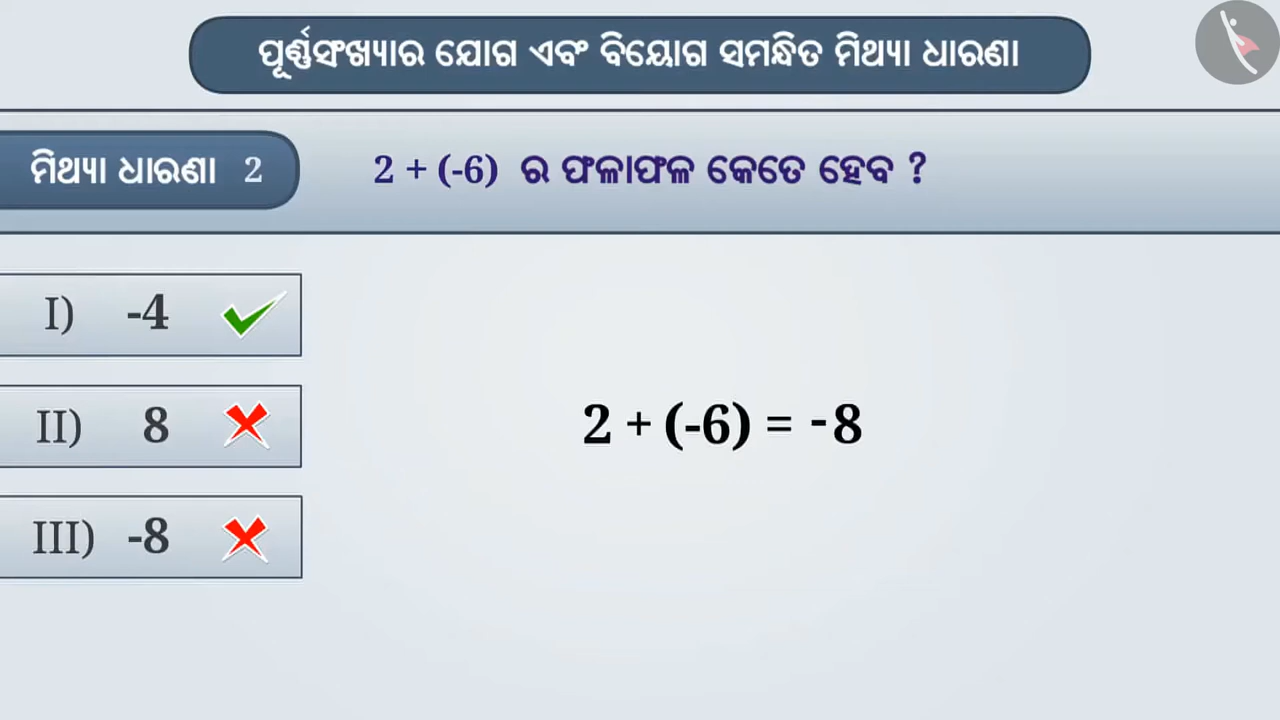 ପୂର୍ଣ୍ଣସଂଖ୍ୟାର ଯୋଗ ଏବଂ ବିୟୋଗ ସମନ୍ଧିତ ମିଥ୍ୟା ଧାରଣା
ମିଥ୍ୟା ଧାରଣା 2
2 + (-6) ର ଫଳାଫଳ କେତେ ହେବ ?
I) -4
II) 8
2 + (-6) = -8
III) -8